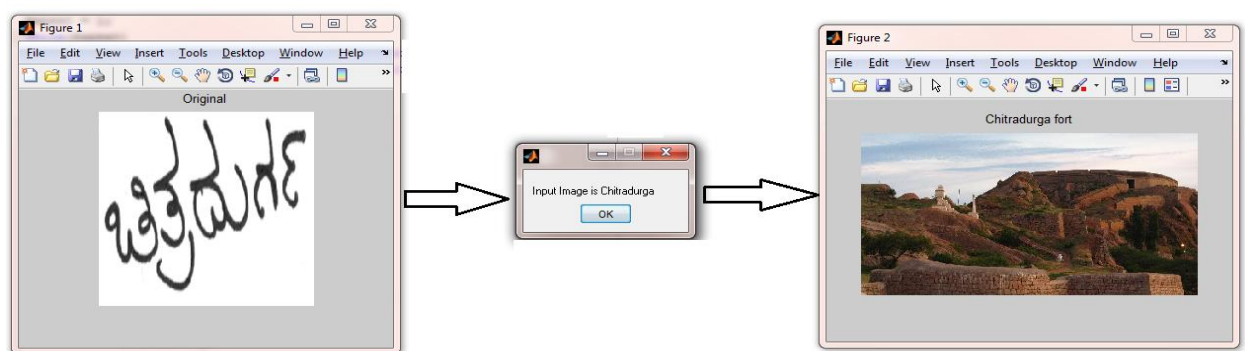 Figure 1
File Edit View Insert Tools Desktop Window Help
Original
ಚಿತ್ರದುರ್ಗ
Input Image is Chitradurga
OK
Figure 2
File Edit View Insert Tools Desktop Window Help
Chitradurga fort